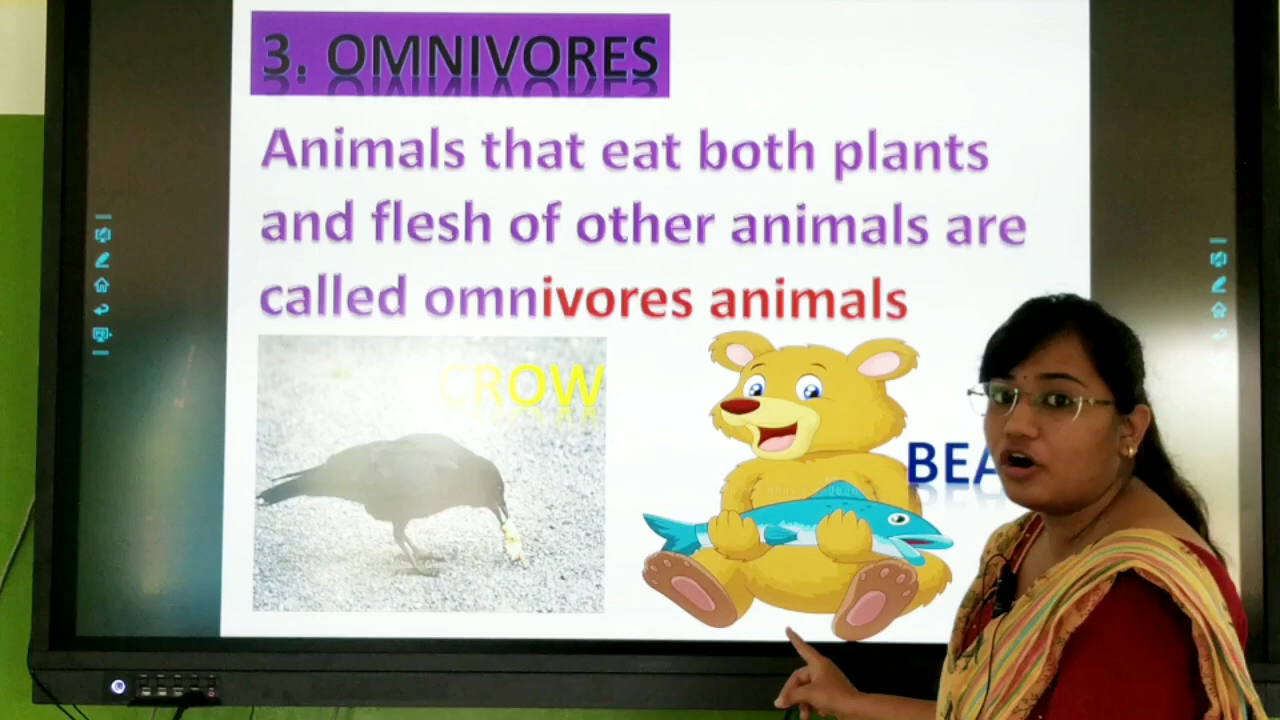 3. OMNIVORES
Animals that eat both plants
and flesh of other animals are
called omnivores animals
CROW
BEA